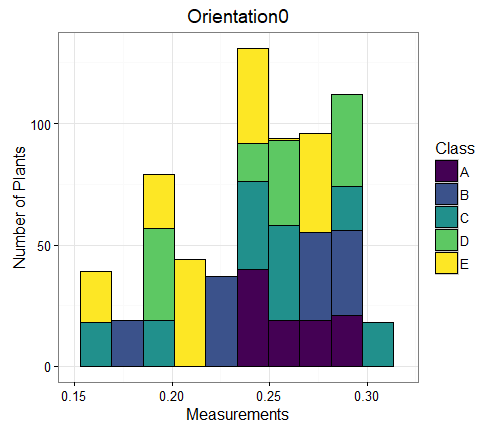 Orientation0
Number of Plants
100
50
0
0.15 0.20 0.25 0.30
Measurements
Class
A
B
C
D
E